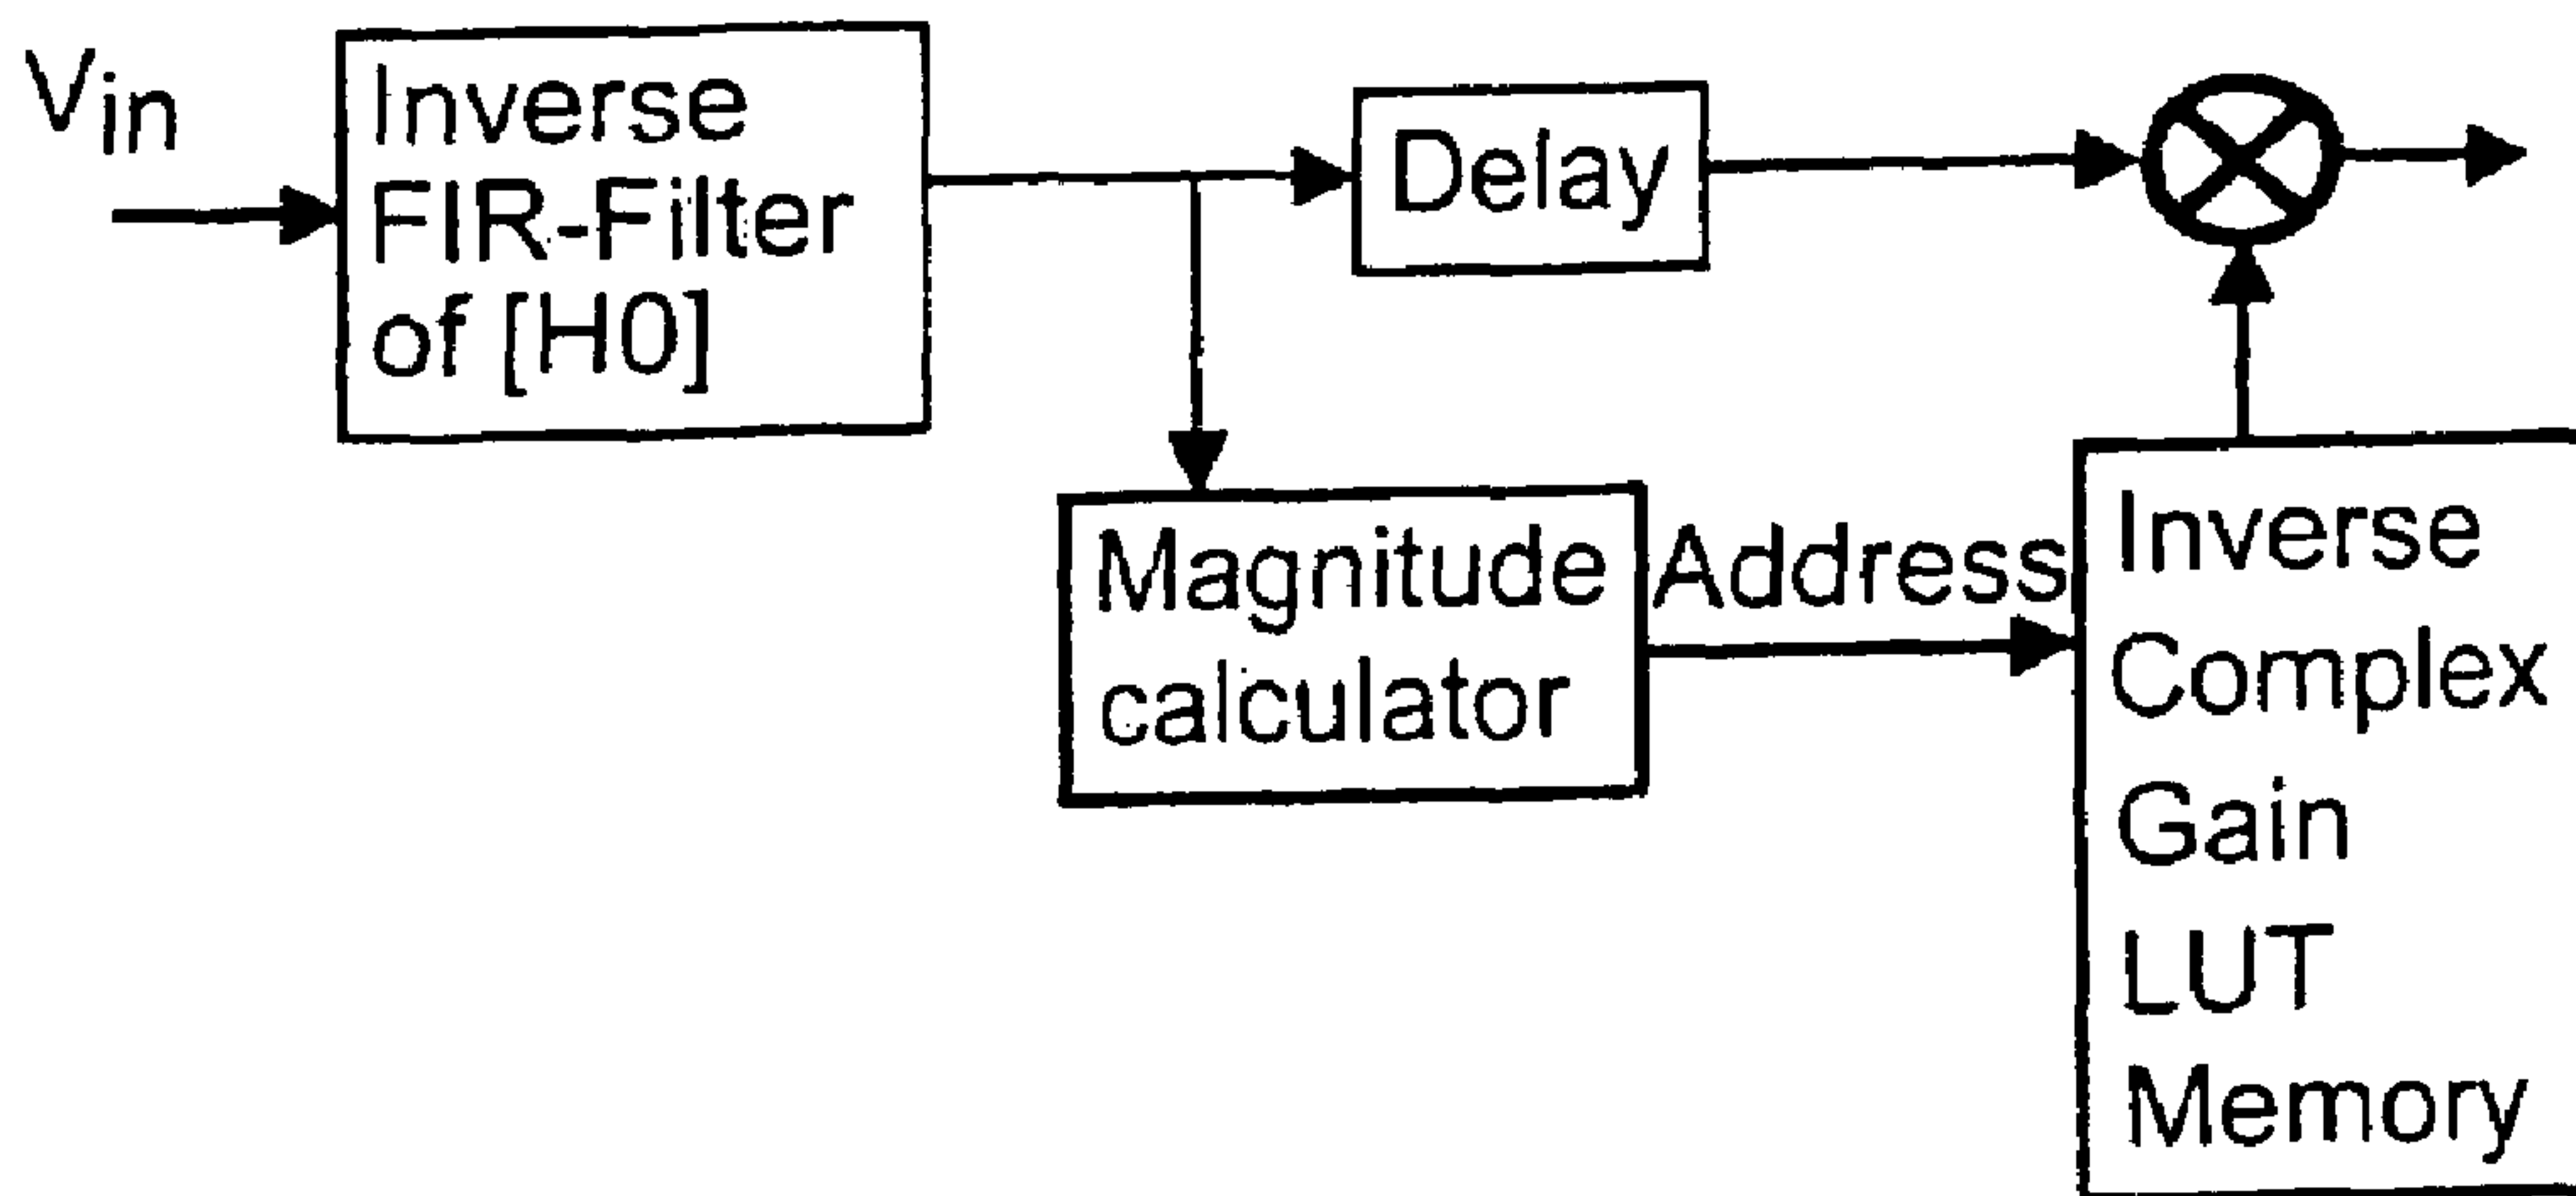 Vin
Inverse
FIR-Filter
of [H0]
Delay
Magnitude
calculator
Address
Inverse
Complex
Gain
LUT
Memory